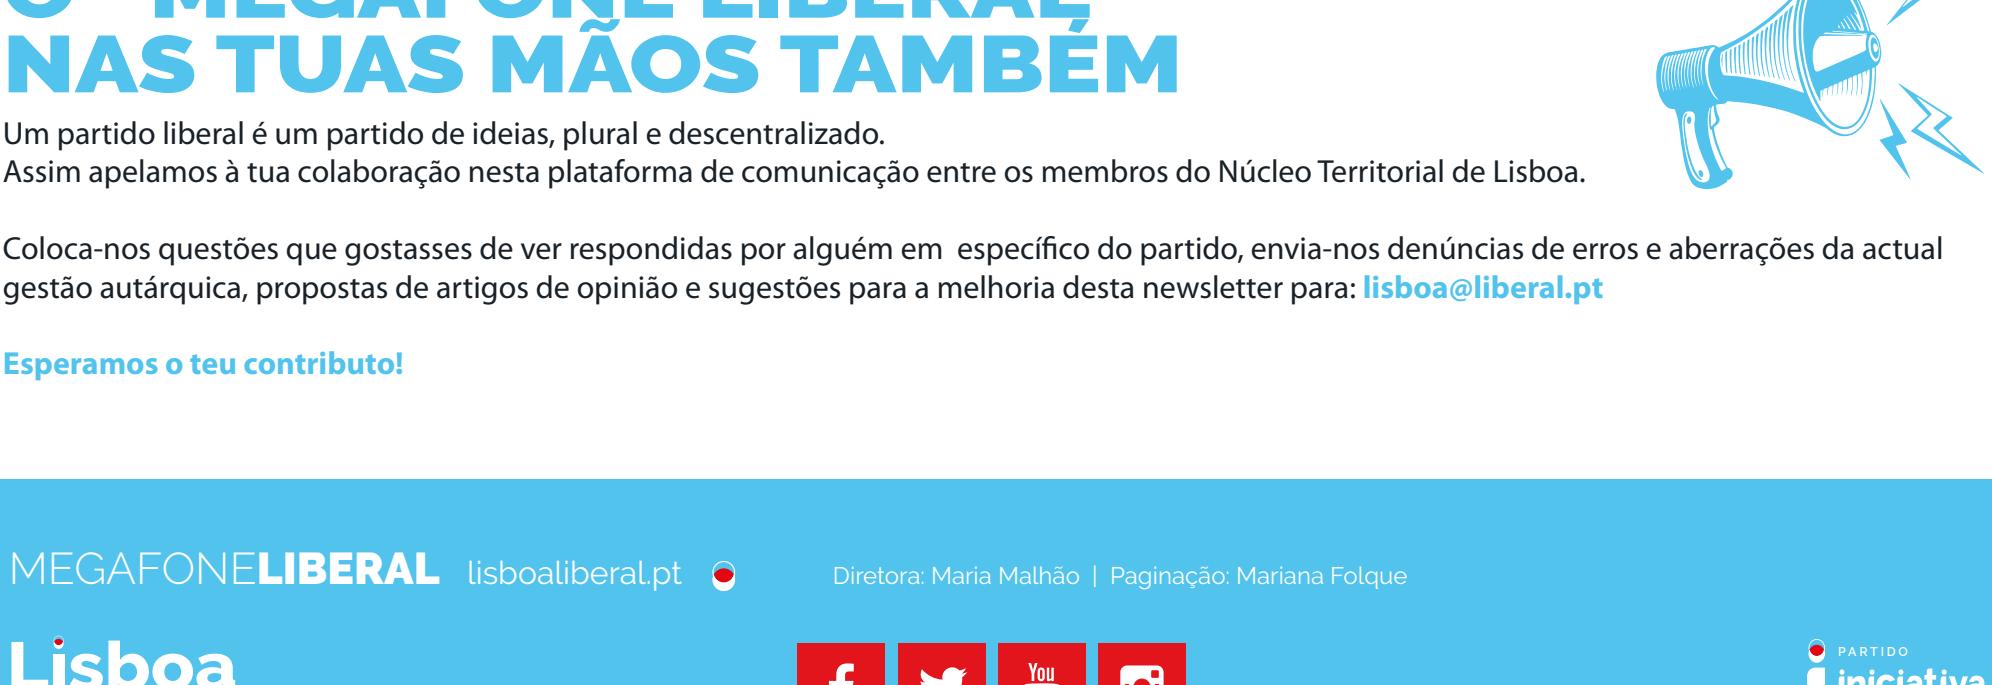 O MEGAFONE LIBERAL
NAS TUAS MÃOS TAMBÉM
Um partido liberal é um partido de ideias, plural e descentralizado.
Assim apelamos à tua colaboração nesta plataforma de comunicação entre os membros do Núcleo Territorial de Lisboa.
Coloca-nos questões que gostasses de ver respondidas por alguém em  específico do partido, envia-nos denúncias de erros e aberrações da actual
gestão autárquica, propostas de artigos de opinião e sugestões para a melhoria desta newsletter para: lisboa@liberal.pt
Esperamos o teu contributo!
MEGAFONELIBERAL lisboaliberal.pt
Diretora: Maria Malhão | Paginação: Mariana Folque
Lisboa
You
PARTIDO
iniciativa